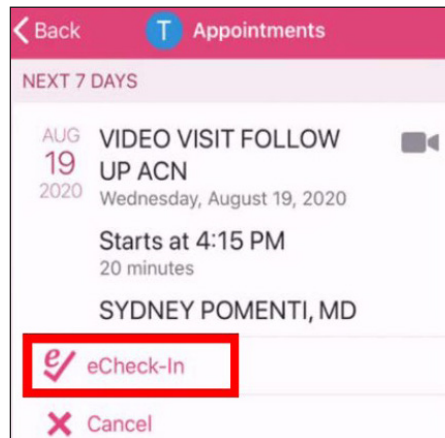 Back
T Appointments
NEXT 7 DAYS
AUG
19
2020
VIDEO VISIT FOLLOW
UP ACN
Wednesday, August 19, 2020
Starts at 4:15 PM
20 minutes
SYDNEY POMENTI, MD
eCheck-In
Cancel